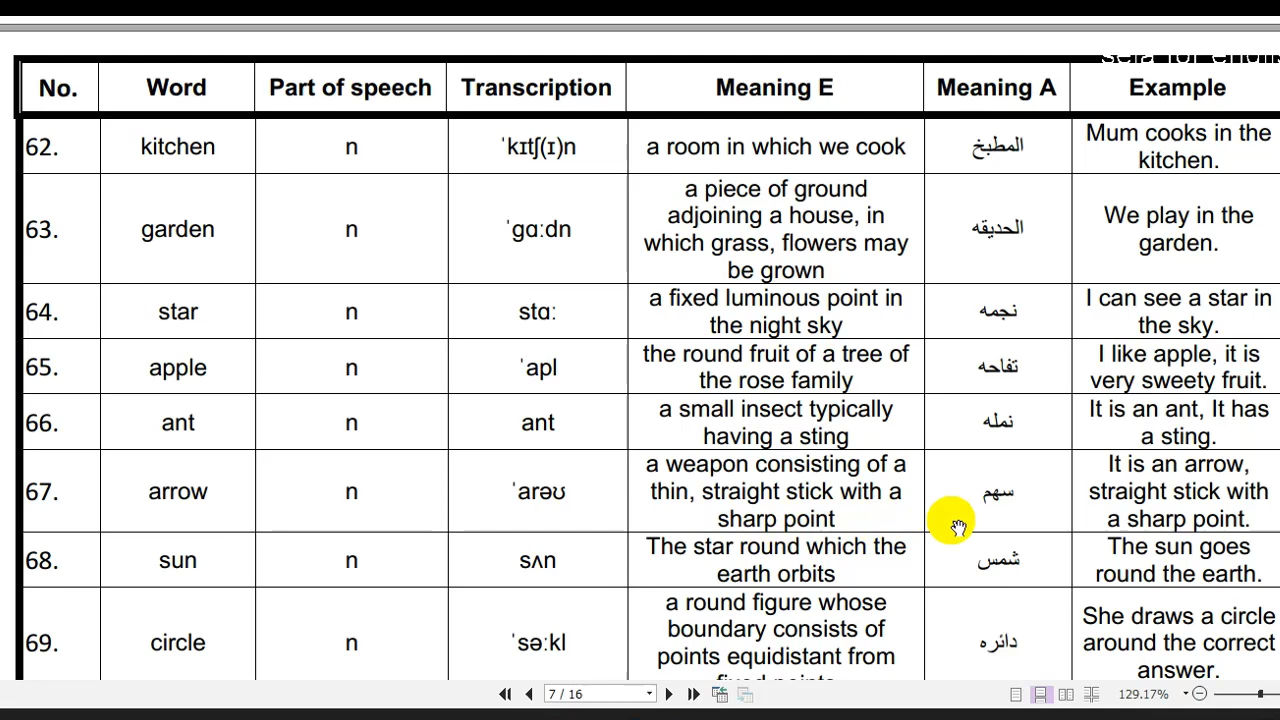 No. Word Part of speech Transcription Meaning E Meaning A Example
62. kitchen n ˈkɪtʃ(ɪ)n a room in which we cook المطبخ Mum cooks in the
kitchen.
63. garden n ˈgɑːdn a piece of ground
adjoining a house, in
which grass, flowers may
be grown
الحديقه We play in the
garden.
64. star n stɑː a fixed luminous point in
the night sky
نجمه I can see a star in
the sky.
65. apple n ˈapl the round fruit of a tree of
the rose family
تفاحه I like apple, it is
very sweety fruit.
66. ant n ant a small insect typically
having a sting
نمله It is an ant, It has
a sting.
67. arrow n ˈarəʊ a weapon consisting of a
thin, straight stick with a
sharp point
سهم It is an arrow,
straight stick with
a sharp point.
68. sun n sʌn The star round which the
earth orbits
شمس The sun goes
round the earth.
69. circle n ˈsəːkl a round figure whose
boundary consists of
points equidistant from
دائره She draws a circle
around the correct
answer.
7 / 16 129.17%